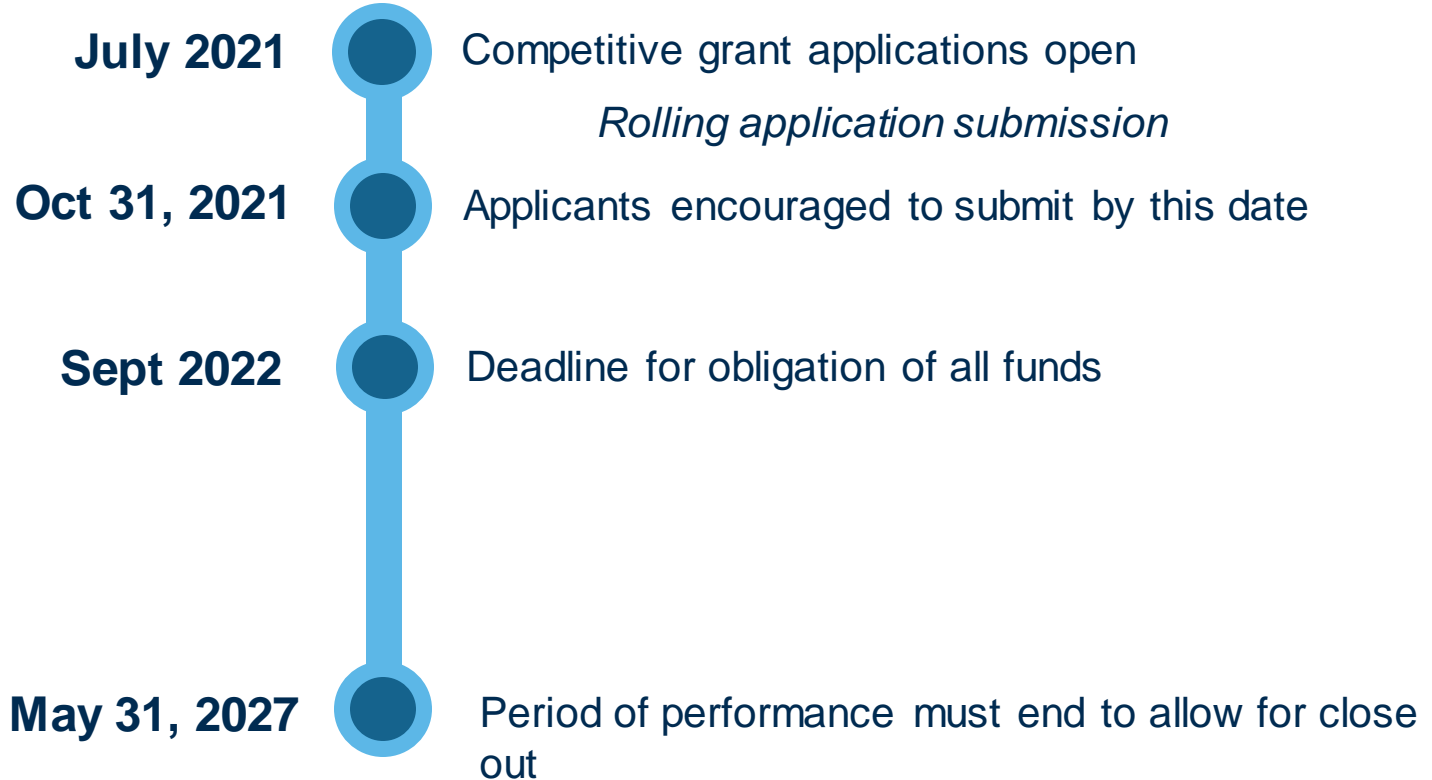 July 2021 Competitive grant applications open
Rolling application submission
Oct 31, 2021 Applicants encouraged to submit by this date
Sept 2022 Deadline for obligation of all funds
May 31, 2027 Period of performance must end to allow for close
out